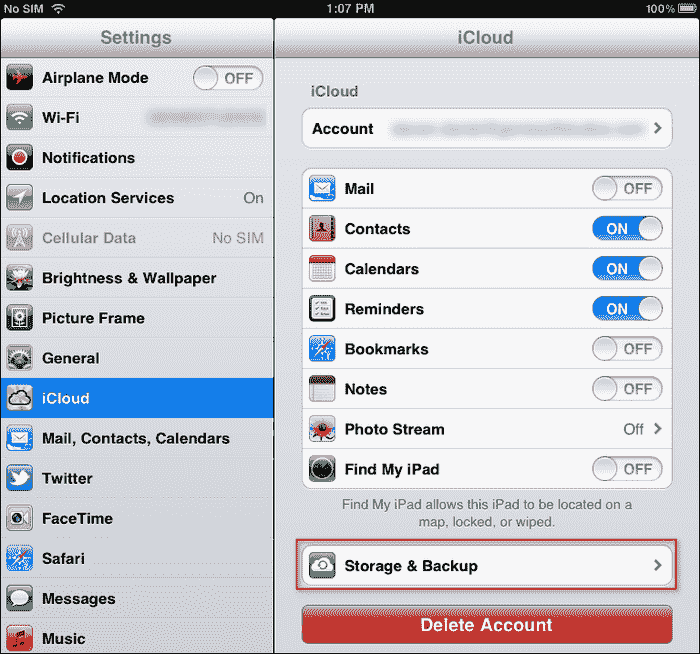 No SIM 1:07 PM 100%
Settings
Airplane Mode OFF
Wi-Fi
Notifications
Location Services On
Cellular Data No SIM
Brightness & Wallpaper
Picture Frame
General
iCloud
Mail, Contacts, Calendars
Twitter
FaceTime
Safari
Messages
Music
iCloud
iCloud
Account
Mail OFF
Contacts ON
Calendars ON
Reminders ON
Bookmarks OFF
Notes OFF
Photo Stream Off
Find My iPad OFF
Find My iPad allows this iPad to be located on a
map, locked, or wiped.
Storage & Backup
Delete Account